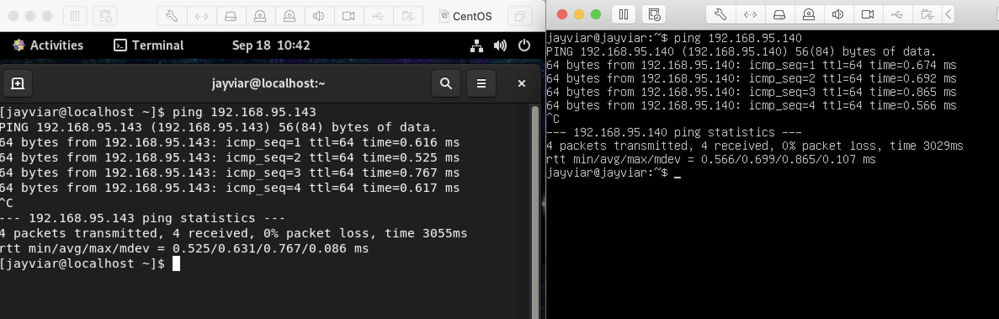 CentOS
Activities Terminal Sep 18 10:42
jayviar@localhost:~
[jayviar@localhost ~]$ ping 192.168.95.143
PING 192.168.95.143 (192.168.95.143) 56(84) bytes of data.
64 bytes from 192.168.95.143: icmp_seq=1 ttl=64 time=0.616 ms
64 bytes from 192.168.95.143: icmp_seq=2 ttl=64 time=0.525 ms
64 bytes from 192.168.95.143: icmp_seq=3 ttl=64 time=0.767 ms
64 bytes from 192.168.95.143: icmp_seq=4 ttl=64 time=0.617 ms
^C
--- 192.168.95.143 ping statistics ---
4 packets transmitted, 4 received, 0% packet loss, time 3055ms
rtt min/avg/max/mdev = 0.525/0.631/0.767/0.086 ms
[jayviar@localhost ~]$
jayviar@jayviar:~$ ping 192.168.95.140
PING 192.168.95.140 (192.168.95.140) 56(84) bytes of data.
64 bytes from 192.168.95.140: icmp_seq=1 ttl=64 time=0.674 ms
64 bytes from 192.168.95.140: icmp_seq=2 ttl=64 time=0.692 ms
64 bytes from 192.168.95.140: icmp_seq=3 ttl=64 time=0.865 ms
64 bytes from 192.168.95.140: icmp_seq=4 ttl=64 time=0.566 ms
^C
--- 192.168.95.140 ping statistics ---
4 packets transmitted, 4 received, 0% packet loss, time 3029ms
rtt min/avg/max/mdev = 0.566/0.699/0.865/0.107 ms
jayviar@jayviar:~$ _